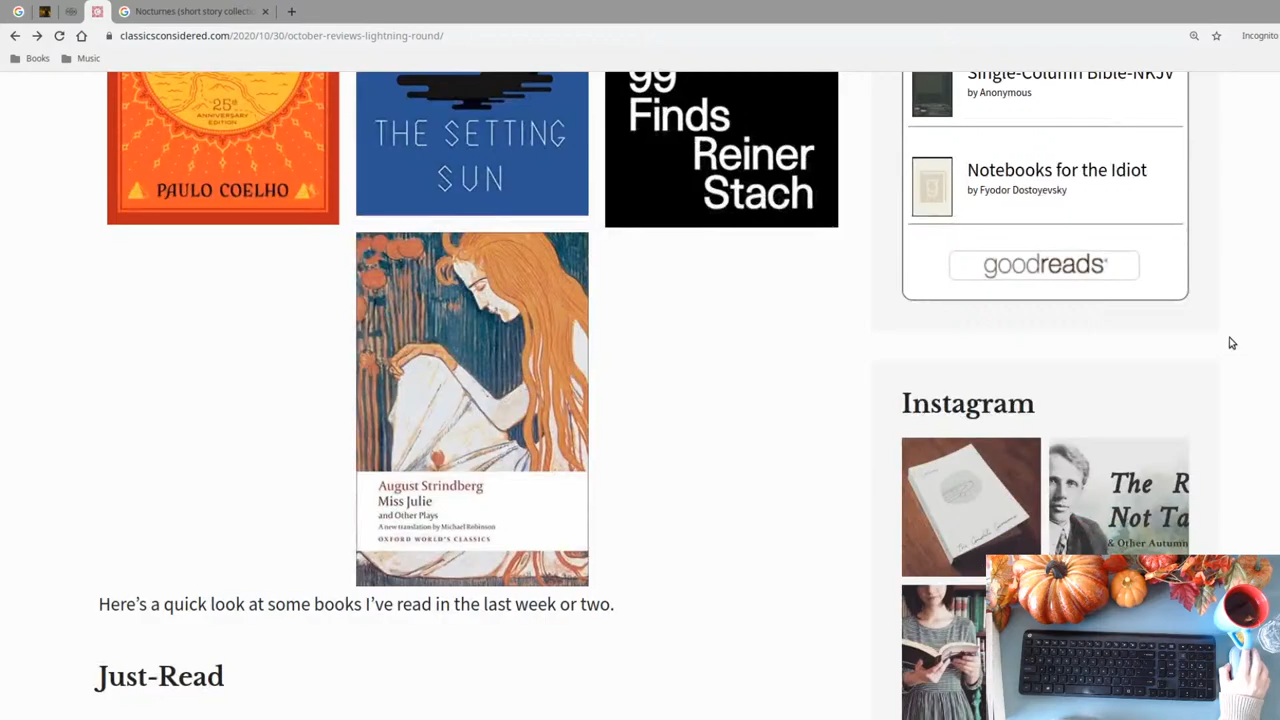 Nocturnes (short story collecti
classicsconsidered.com/2020/10/30/october-reviews-lightning-round/
Incognito
Books
Music
25th
ANNIVERSARY
EDITION
PAULO COELHO
THE SETTING
SUN
99
Finds
Reiner
Stach
August Strindberg
Miss Julie
and Other Plays
A new translation by Michael Robinson
OXFORD WORLD'S CLASSICS
Here's a quick look at some books I've read in the last week or two.
Just-Read
Single-Column Bible-NKJV
by Anonymous
Notebooks for the Idiot
by Fyodor Dostoyevsky
goodreads
Instagram
The R
Not Ta
& Other Autumn